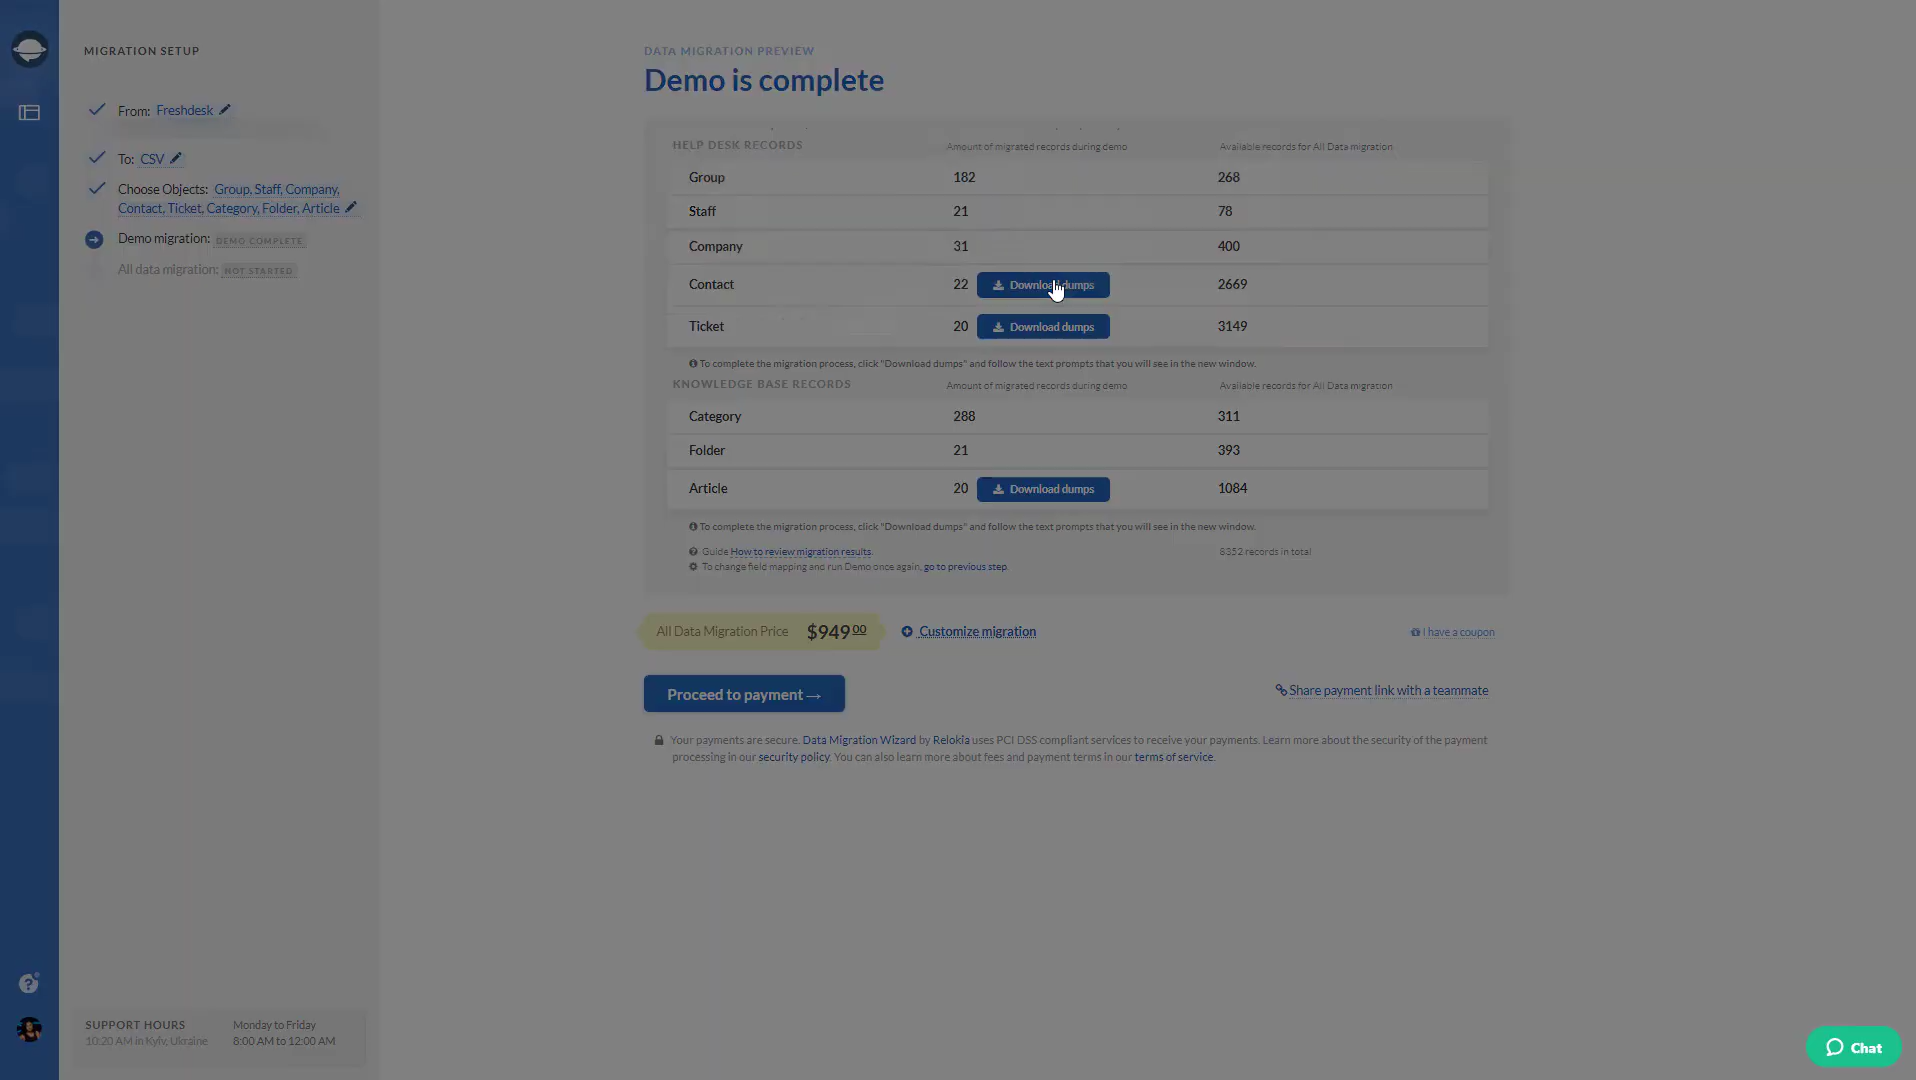 MIGRATION SETUP
From: Freshdesk
To: CSV
Choose Objects: Group, Staff, Company,
Contact, Ticket, Category, Folder, Article
Demo migration: DEMO COMPLETE
All data migration: NOT STARTED
SUPPORT HOURS
10:20 AM in Kyiv, Ukraine
Monday to Friday
8:00 AM to 12:00 AM
DATA MIGRATION PREVIEW
Demo is complete
HELP DESK RECORDS Amount of migrated records during demo Available records for All Data migration
Group 182 268
Staff 21 78
Company 31 400
Contact 22 Download dumps 2669
Ticket 20 Download dumps 3149
To complete the migration process, click "Download dumps" and follow the text prompts that you will see in the new window.
KNOWLEDGE BASE RECORDS Amount of migrated records during demo Available records for All Data migration
Category 288 311
Folder 21 393
Article 20 Download dumps 1084
To complete the migration process, click "Download dumps" and follow the text prompts that you will see in the new window.
Guide How to review migration results. 8352 records in total
To change field mapping and run Demo once again, go to previous step.
All Data Migration Price $949.00 Customize migration I have a coupon
Proceed to payment → Share payment link with a teammate
Your payments are secure. Data Migration Wizard by Relokia uses PCI DSS compliant services to receive your payments. Learn more about the security of the payment
processing in our security policy. You can also learn more about fees and payment terms in our terms of service.
Chat